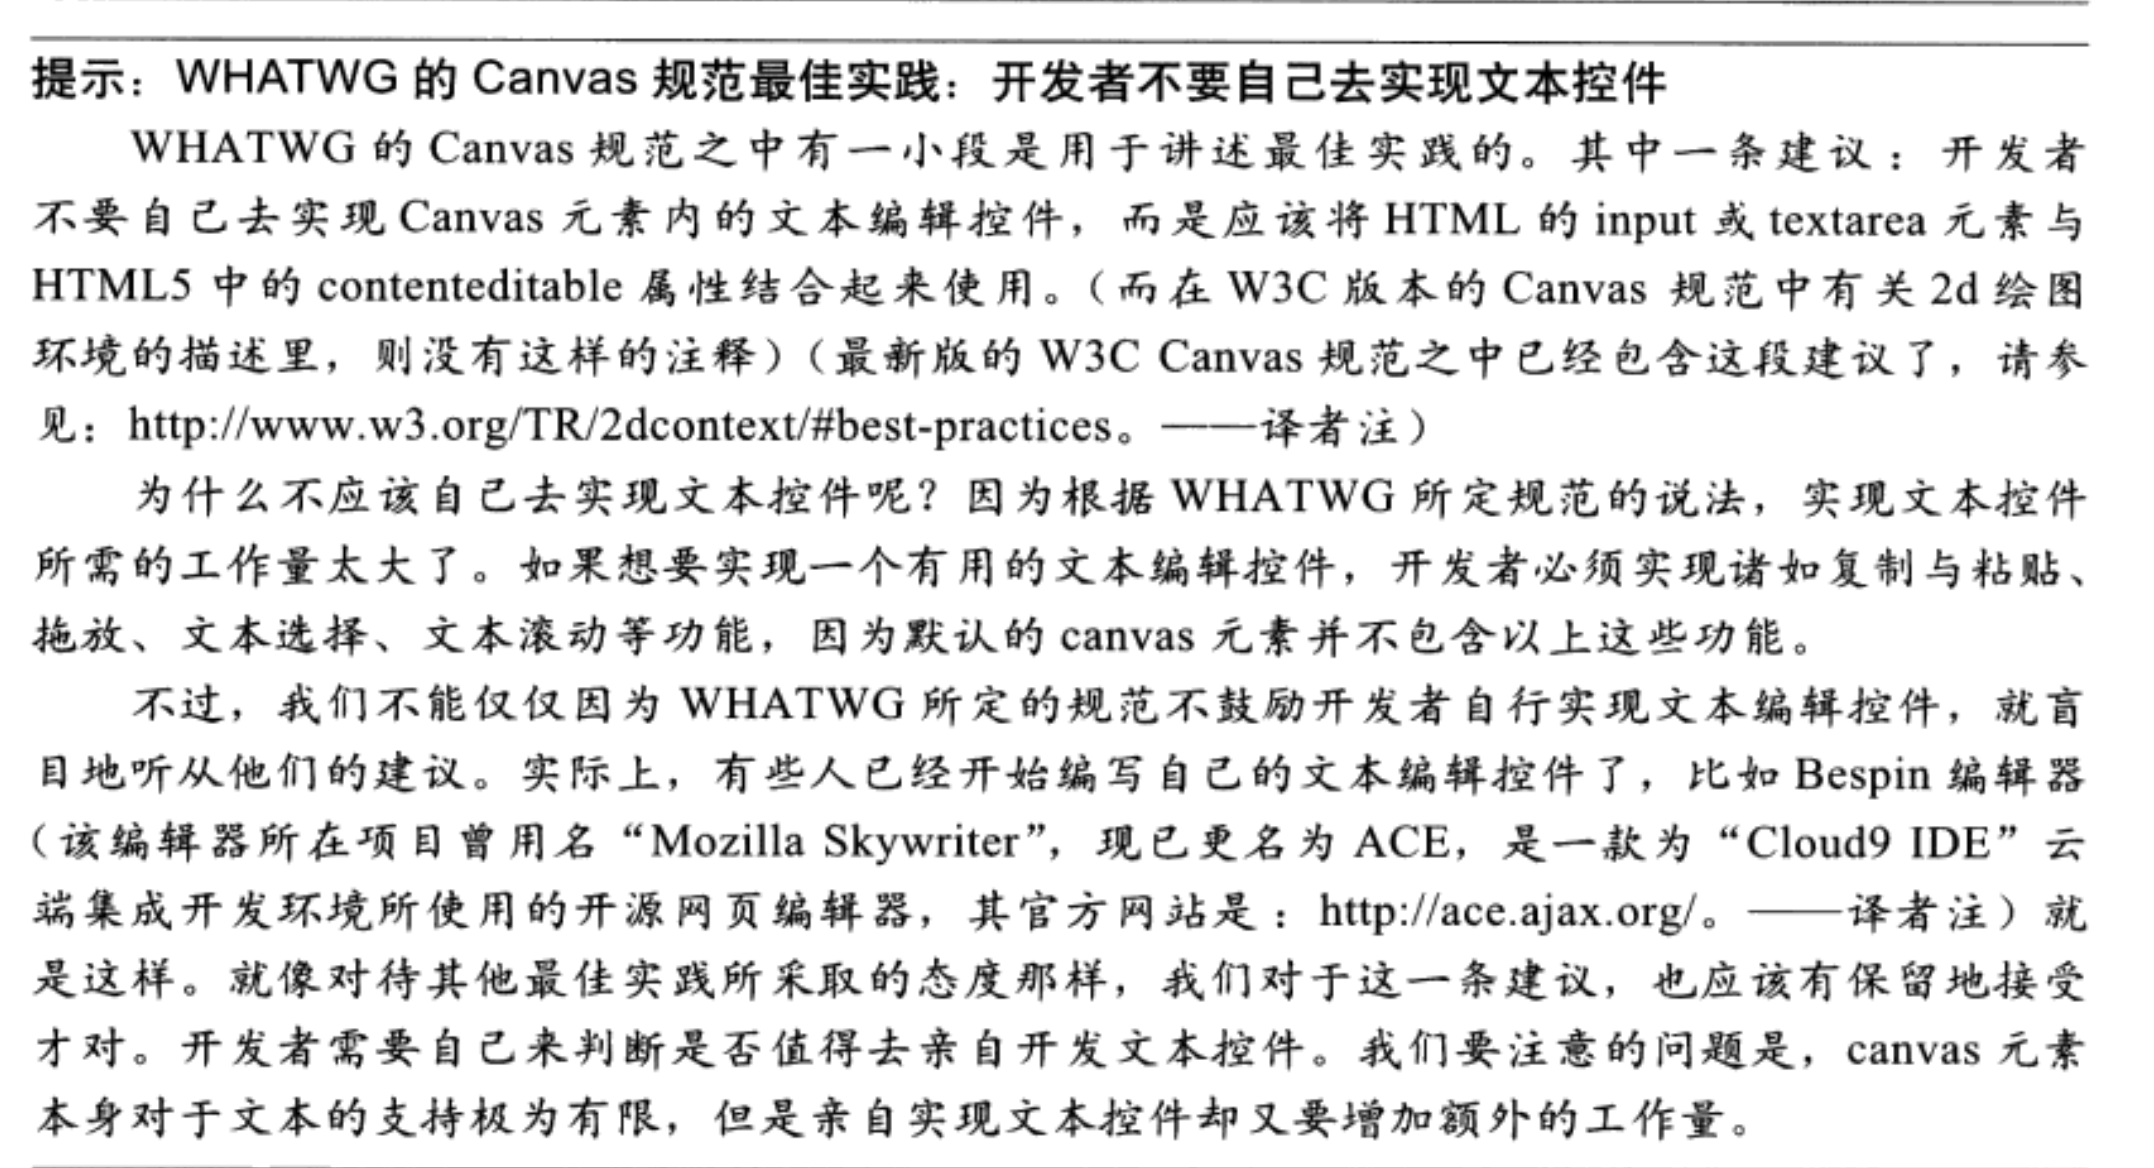 提示：WHATWG 的 Canvas 规范最佳实践：开发者不要自己去实现文本控件
WHATWG 的 Canvas 规范之中有一小段是用于讲述最佳实践的。其中一条建议：开发者
不要自己去实现 Canvas 元素内的文本编辑控件，而是应该将 HTML 的 input 或 textarea 元素与
HTML5 中的 contenteditable 属性结合起来使用。（而在 W3C 版本的 Canvas 规范中有关 2d 绘图
环境的描述里，则没有这样的注释）（最新版的 W3C Canvas 规范之中已经包含这段建议了，请参
见：http://www.w3.org/TR/2dcontext/#best-practices。——译者注）
为什么不应该自己去实现文本控件呢？因为根据 WHATWG 所定规范的说法，实现文本控件
所需的工作量太大了。如果想要实现一个有用的文本编辑控件，开发者必须实现诸如复制与粘贴、
拖放、文本选择、文本滚动等功能，因为默认的 canvas 元素并不包含以上这些功能。
不过，我们不能仅仅因为 WHATWG 所定的规范不鼓励开发者自行实现文本编辑控件，就盲
目地听从他们的建议。实际上，有些人已经开始编写自己的文本编辑控件了，比如 Bespin 编辑器
（该编辑器所在项目曾用名“Mozilla Skywriter”，现已更名为 ACE，是一款为“Cloud9 IDE”云
端集成开发环境所使用的开源网页编辑器，其官方网站是：http://ace.ajax.org/。——译者注）就
是这样。就像对待其他最佳实践所采取的态度那样，我们对于这一条建议，也应该有保留地接受
才对。开发者需要自己来判断是否值得去亲自开发文本控件。我们要注意的问题是，canvas 元素
本身对于文本的支持极为有限，但是亲自实现文本控件却又要增加额外的工作量。